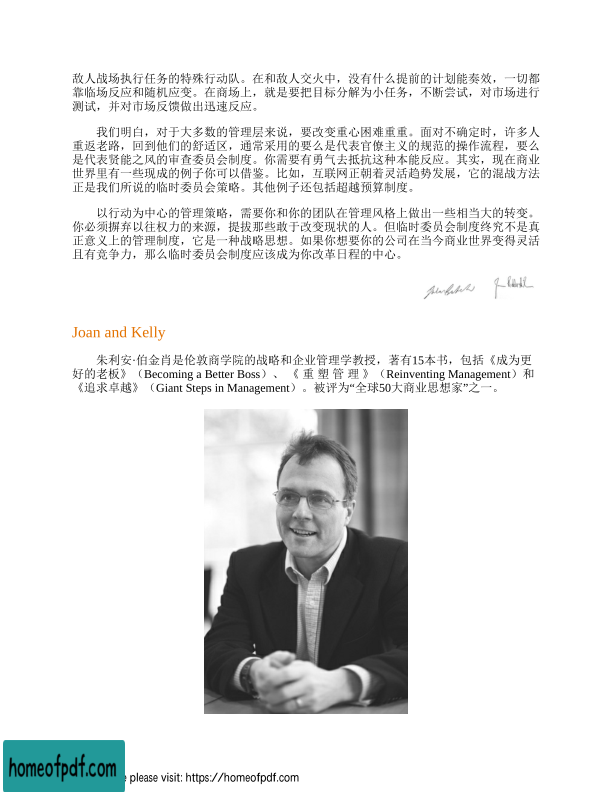 敌人战场执行任务的特殊行动队。在和敌人交火中，没有什么提前的计划能奏效，一切都
靠临场反应和随机应变。在商场上，就是要把目标分解为小任务，不断尝试，对市场进行
测试，并对市场反馈做出迅速反应。
我们明白，对于大多数的管理层来说，要改变重心困难重重。面对不确定时，许多人
重返老路，回到他们的舒适区，通常采用的要么是代表官僚主义的规范的操作流程，要么
是代表贤能之风的审查委员会制度。你需要有勇气去抵抗这种本能反应。其实，现在商业
世界里有一些现成的例子你可以借鉴。比如，互联网正朝着灵活趋势发展，它的混战方法
正是我们所说的临时委员会策略。其他例子还包括超越预算制度。
以行动为中心的管理策略，需要你和你的团队在管理风格上做出一些相当大的转变。
你必须摒弃以往权力的来源，提拔那些敢于改变现状的人。但临时委员会制度终究不是真
正意义上的管理制度，它是一种战略思想。如果你想要你的公司在当今商业世界变得灵活
且有竞争力，那么临时委员会制度应该成为你改革日程的中心。
Joan and Kelly
朱利安·伯金肖是伦敦商学院的战略和企业管理学教授，著有15本书，包括《成为更
好的老板》（Becoming a Better Boss）、 《 重 塑 管 理 》（Reinventing Management）和
《追求卓越》（Giant Steps in Management）。被评为“全球50大商业思想家”之一。
homeofpdf.com
e please visit: https://homeofpdf.com